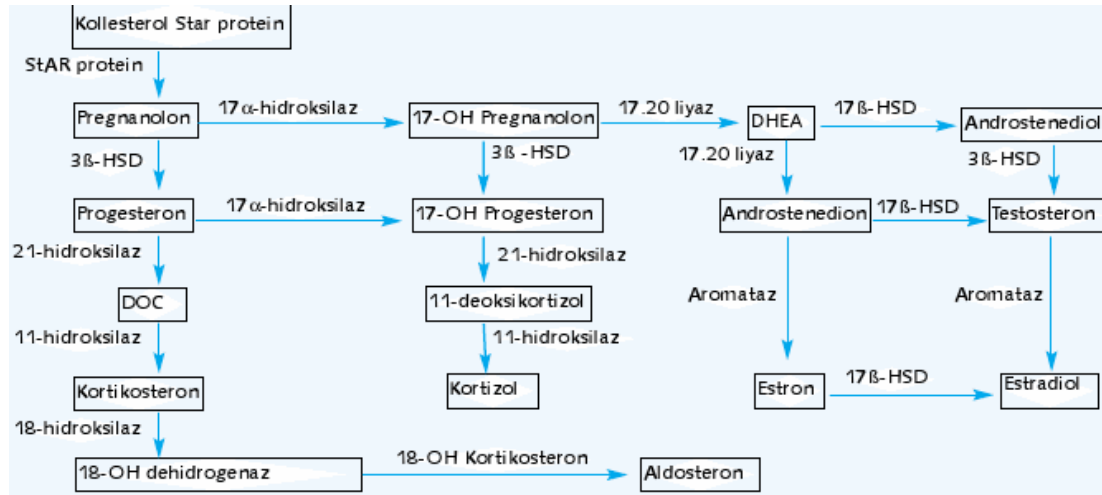 Kollesterol Star protein
StAR protein
Pregnanolon
17α-hidroksilaz
17-OH Pregnanolon
17.20 liyaz
DHEA
17ß-HSD
Androstenediol
3ß-HSD
3ß -HSD
17.20 liyaz
3ß-HSD
Progesteron
17α-hidroksilaz
17-OH Progesteron
Androstenedion
17ß-HSD
Testosteron
21-hidroksilaz
21-hidroksilaz
DOC
11-deoksikortizol
Aromataz
Aromataz
11-hidroksilaz
11-hidroksilaz
Kortikosteron
Kortizol
Estron
17ß-HSD
Estradiol
18-hidroksilaz
18-OH dehidrogenaz
18-OH Kortikosteron
Aldosteron